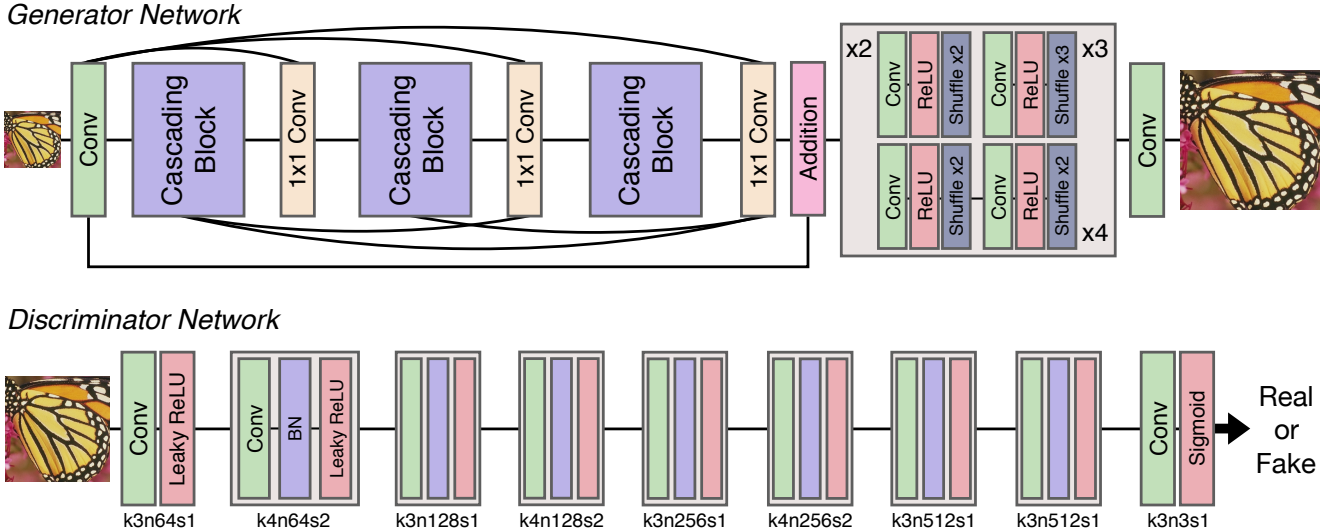 Generator Network
Conv
Cascading
Block
1x1 Conv
Cascading
Block
1x1 Conv
Cascading
Block
1x1 Conv
Addition
x2
Conv
ReLU
Shuffle x2
Conv
ReLU
Shuffle x3
x3
Conv
ReLU
Shuffle x2
Conv
ReLU
Shuffle x2
x4
Conv
Discriminator Network
Conv
Leaky ReLU
Conv
BN
Leaky ReLU
Conv
Sigmoid
Real
or
Fake
k3n64s1
k4n64s2
k3n128s1
k4n128s2
k3n256s1
k4n256s2
k3n512s1
k3n512s1
k3n3s1